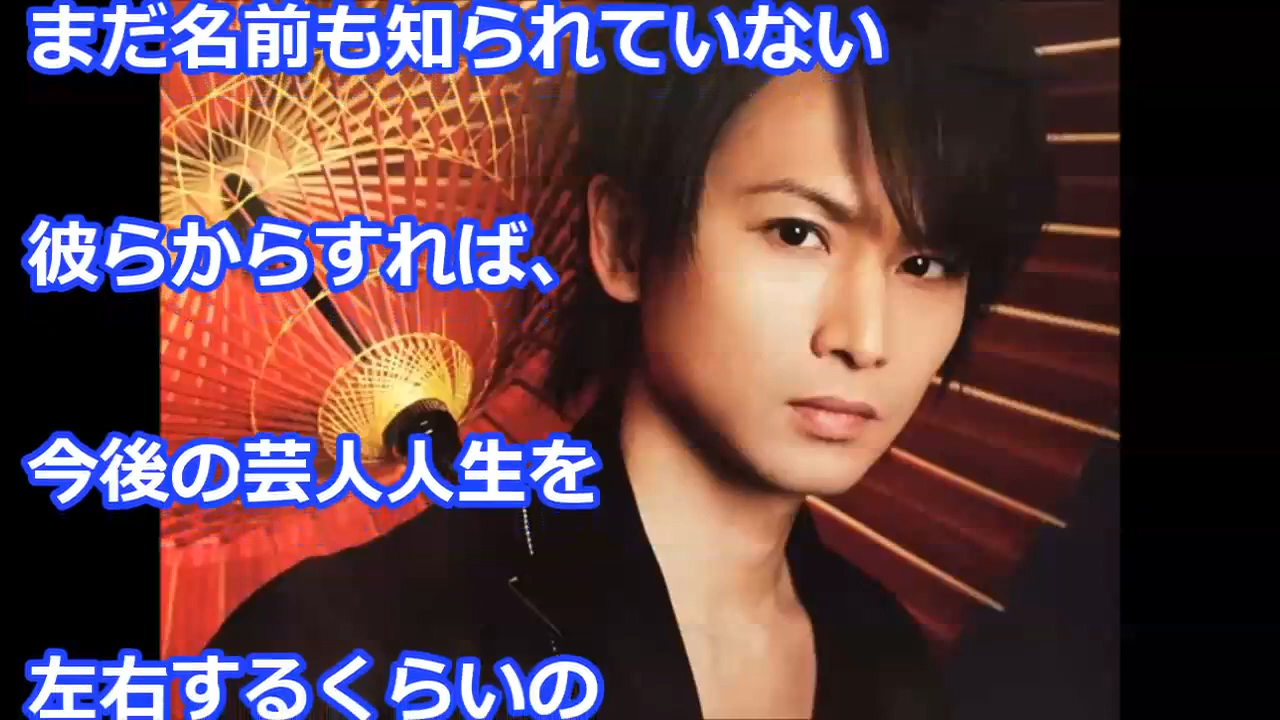 まだ名前も知られていない
彼らからすれば、
今後の芸人人生を
左右するくらいの